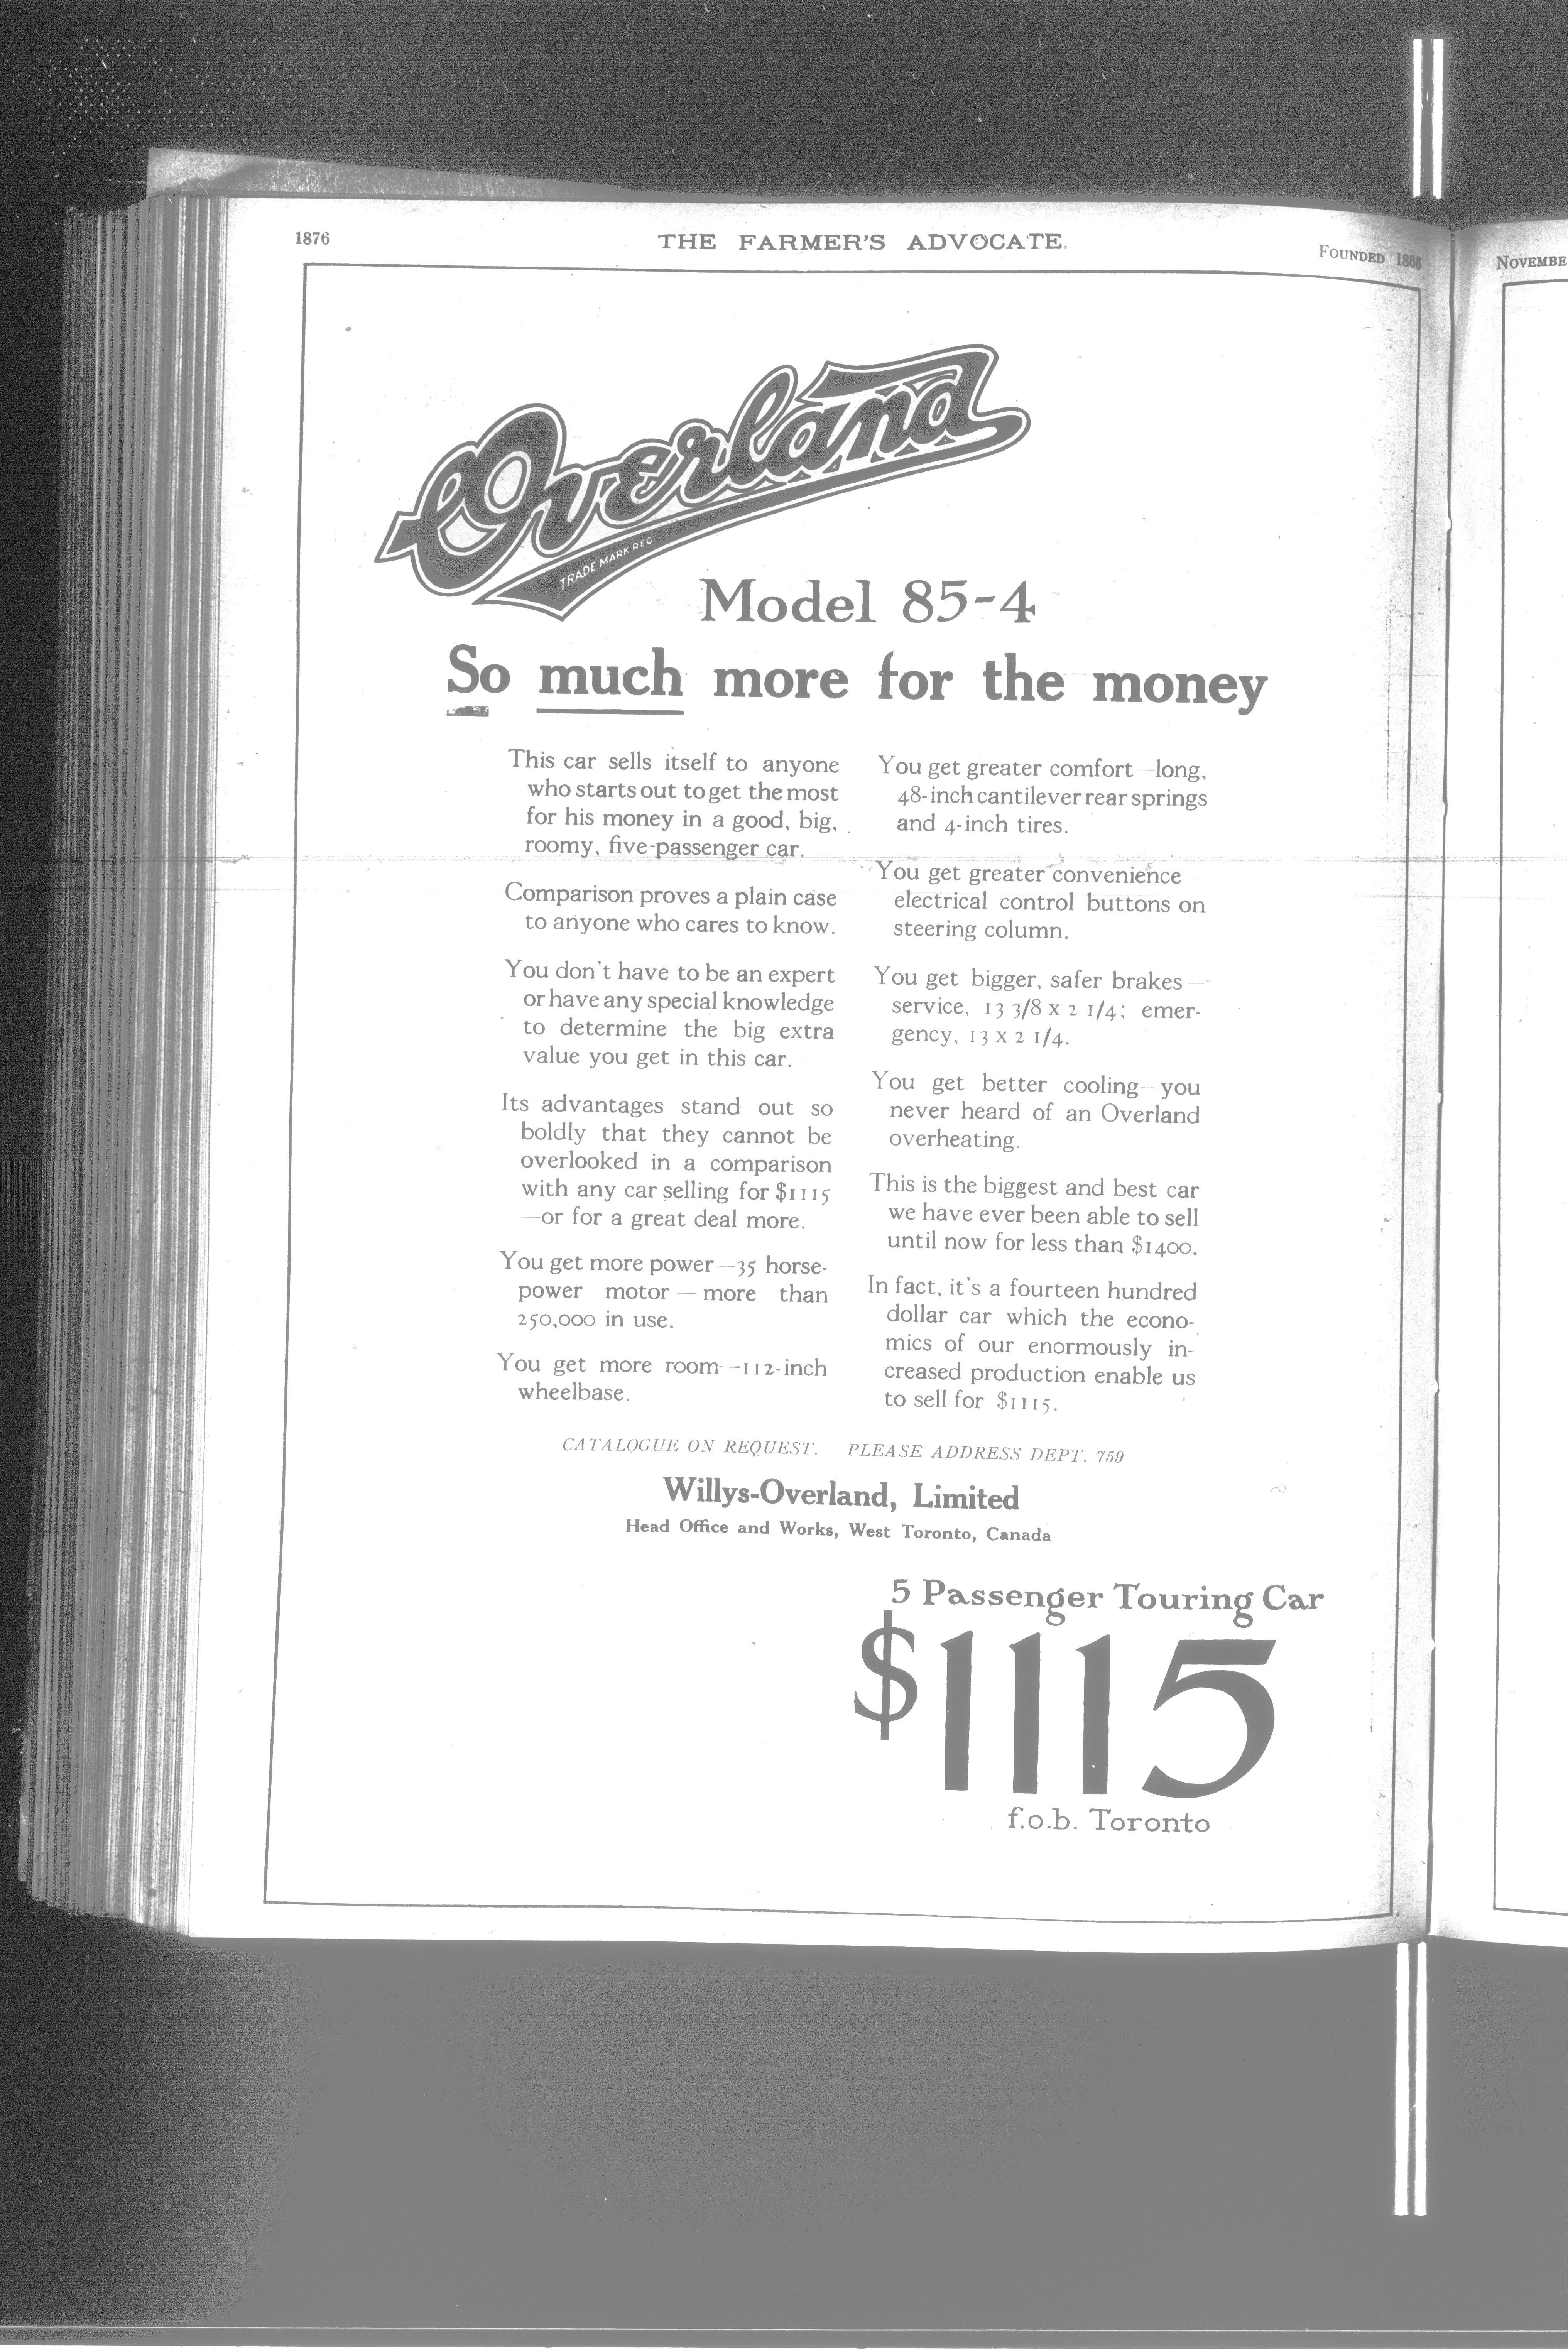 1876
THE FARMER'S ADVOCATE.
FOUNDED 1866
Overland
TRADE MARK REG.
Model 85-4
So much more for the money
This car sells itself to anyone
who starts out to get the most
for his money in a good, big,
roomy, five-passenger car.
Comparison proves a plain case
to anyone who cares to know.
You don't have to be an expert
or have any special knowledge
to determine the big extra
value you get in this car.
Its advantages stand out so
boldly that they cannot be
overlooked in a comparison
with any car selling for $1115
—or for a great deal more.
You get more power—35 horse-
power motor—more than
250,000 in use.
You get more room—112-inch
wheelbase.
You get greater comfort—long,
48-inch cantilever rear springs
and 4-inch tires.
You get greater convenience—
electrical control buttons on
steering column.
You get bigger, safer brakes—
service, 13 3/8 x 2 1/4; emer-
gency, 13 x 2 1/4.
You get better cooling—you
never heard of an Overland
overheating.
This is the biggest and best car
we have ever been able to sell
until now for less than $1400.
In fact, it's a fourteen hundred
dollar car which the econo-
mics of our enormously in-
creased production enable us
to sell for $1115.
CATALOGUE ON REQUEST. PLEASE ADDRESS DEPT. 759
Willys-Overland, Limited
Head Office and Works, West Toronto, Canada
5 Passenger Touring Car
$1115
f.o.b. Toronto
NOVEMBE